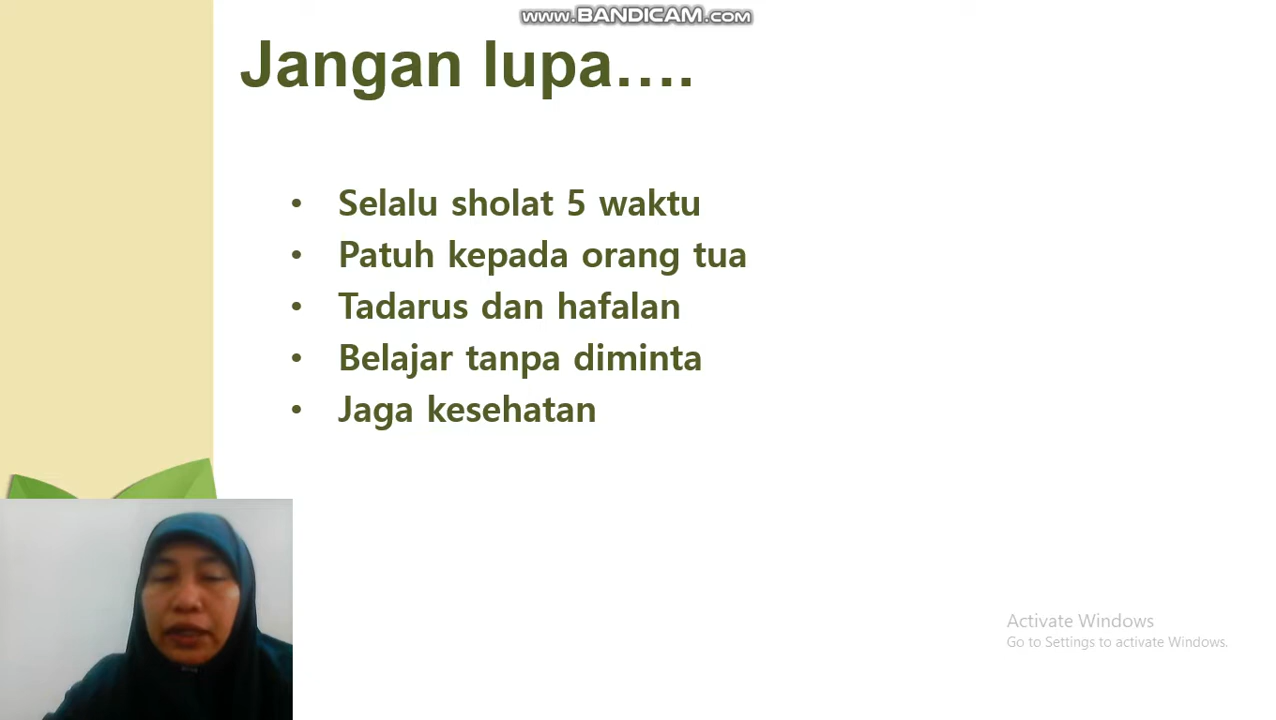 www.BANDICAM.com
Jangan lupa....
• Selalu sholat 5 waktu
• Patuh kepada orang tua
• Tadarus dan hafalan
• Belajar tanpa diminta
• Jaga kesehatan
Activate Windows
Go to Settings to activate Windows.